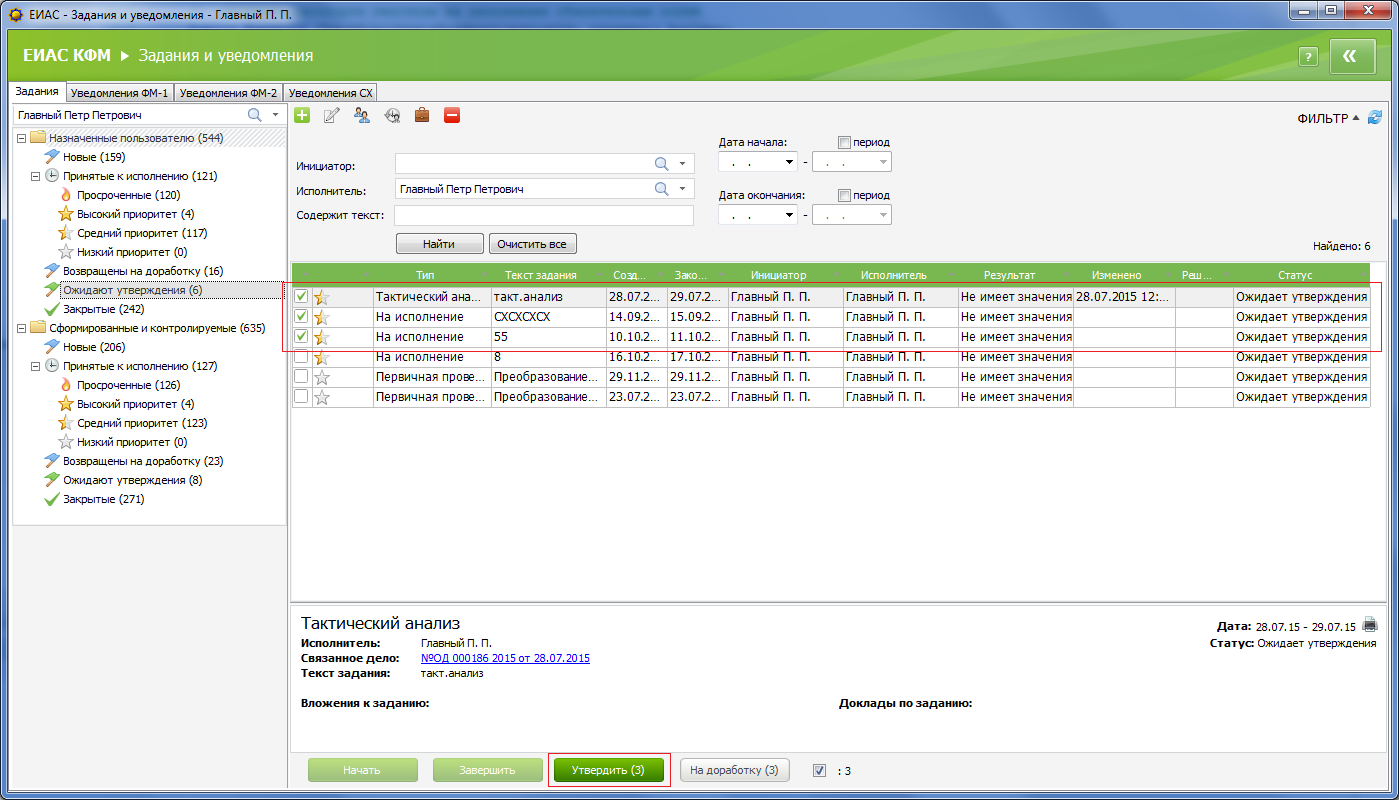 ЕИАС - Задания и уведомления - Главный П. П.
ЕИАС КФМ ▶ Задания и уведомления
?
«
Задания Уведомления ФМ-1 Уведомления ФМ-2 Уведомления СХ
Главный Петр Петрович
Назначенные пользователю (544)
Новые (159)
Принятые к исполнению (121)
Просроченные (120)
Высокий приоритет (4)
Средний приоритет (117)
Низкий приоритет (0)
Возвращены на доработку (16)
Ожидают утверждения (6)
Закрытые (242)
Сформированные и контролируемые (635)
Новые (206)
Принятые к исполнению (127)
Просроченные (126)
Высокий приоритет (4)
Средний приоритет (123)
Низкий приоритет (0)
Возвращены на доработку (23)
Ожидают утверждения (8)
Закрытые (271)
ФИЛЬТР
Инициатор:
Исполнитель: Главный Петр Петрович
Содержит текст:
Дата начала: период
. . - . .
Дата окончания: период
. . - . .
Найти Очистить все
Найдено: 6
Тип Текст задания Созд... Зако... Инициатор Исполнитель Результат Изменено Реш... Статус
Тактический ана... такт.анализ 28.07.2... 29.07.2... Главный П. П. Главный П. П. Не имеет значения 28.07.2015 12:... Ожидает утверждения
На исполнение СХСХСХСХ 14.09.2... 15.09.2... Главный П. П. Главный П. П. Не имеет значения Ожидает утверждения
На исполнение 55 10.10.2... 11.10.2... Главный П. П. Главный П. П. Не имеет значения Ожидает утверждения
На исполнение 8 16.10.2... 17.10.2... Главный П. П. Главный П. П. Не имеет значения Ожидает утверждения
Первичная прове... Преобразование... 29.11.2... 29.11.2... Главный П. П. Главный П. П. Не имеет значения Ожидает утверждения
Первичная прове... Преобразование... 23.07.2... 23.07.2... Главный П. П. Главный П. П. Не имеет значения Ожидает утверждения
Тактический анализ
Исполнитель: Главный П. П.
Связанное дело: №ОД 000186 2015 от 28.07.2015
Текст задания: такт.анализ
Дата: 28.07.15 - 29.07.15
Статус: Ожидает утверждения
Вложения к заданию: Доклады по заданию:
Начать Завершить Утвердить (3) На доработку (3) : 3